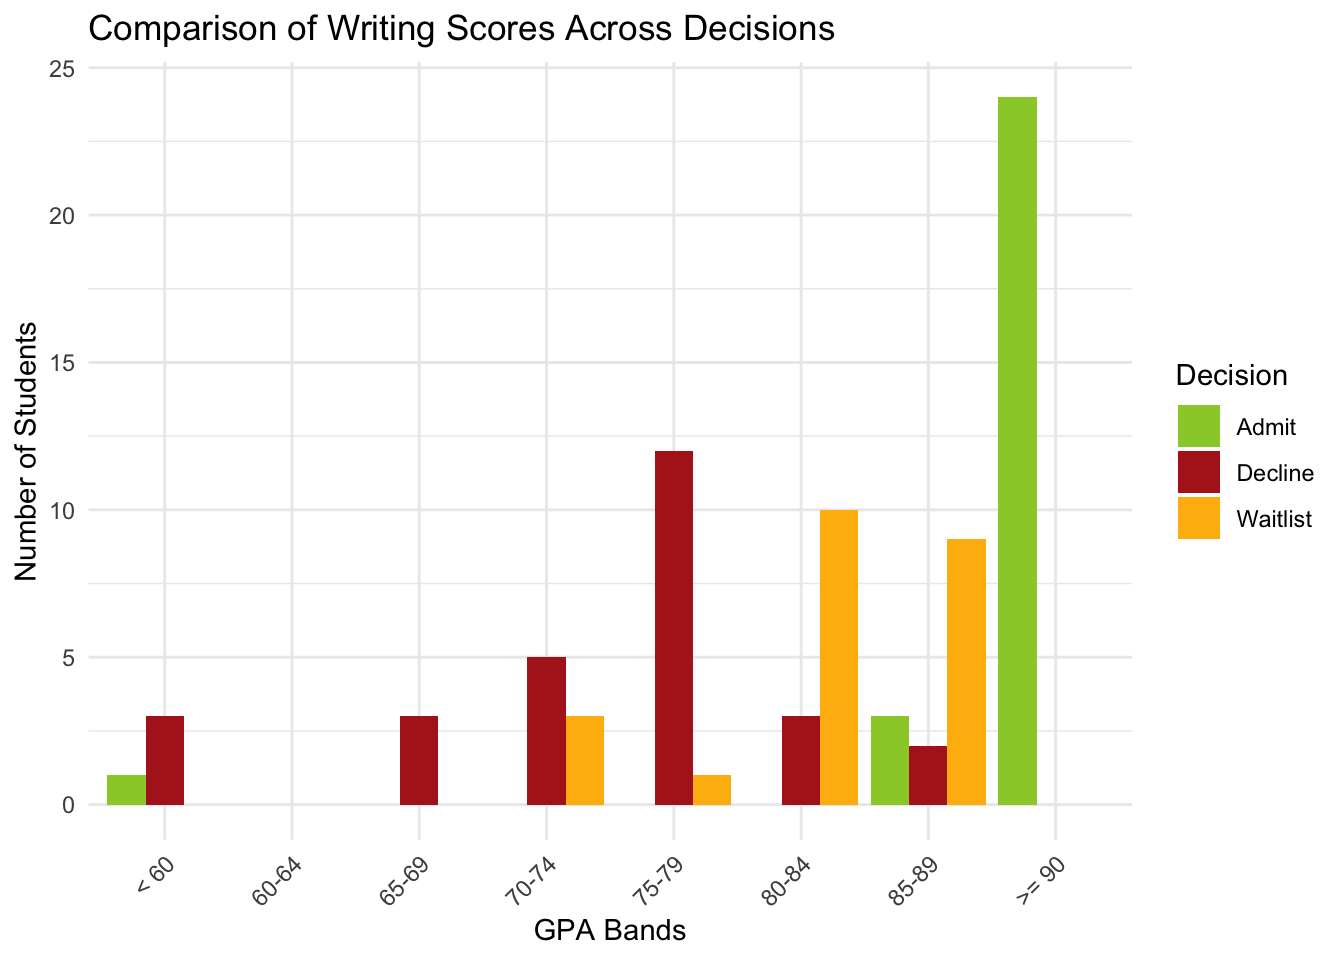 Comparison of Writing Scores Across Decisions
25
20
15
10
5
0
Number of Students
< 60
60-64
65-69
70-74
75-79
80-84
85-89
>= 90
GPA Bands
Decision
Admit
Decline
Waitlist